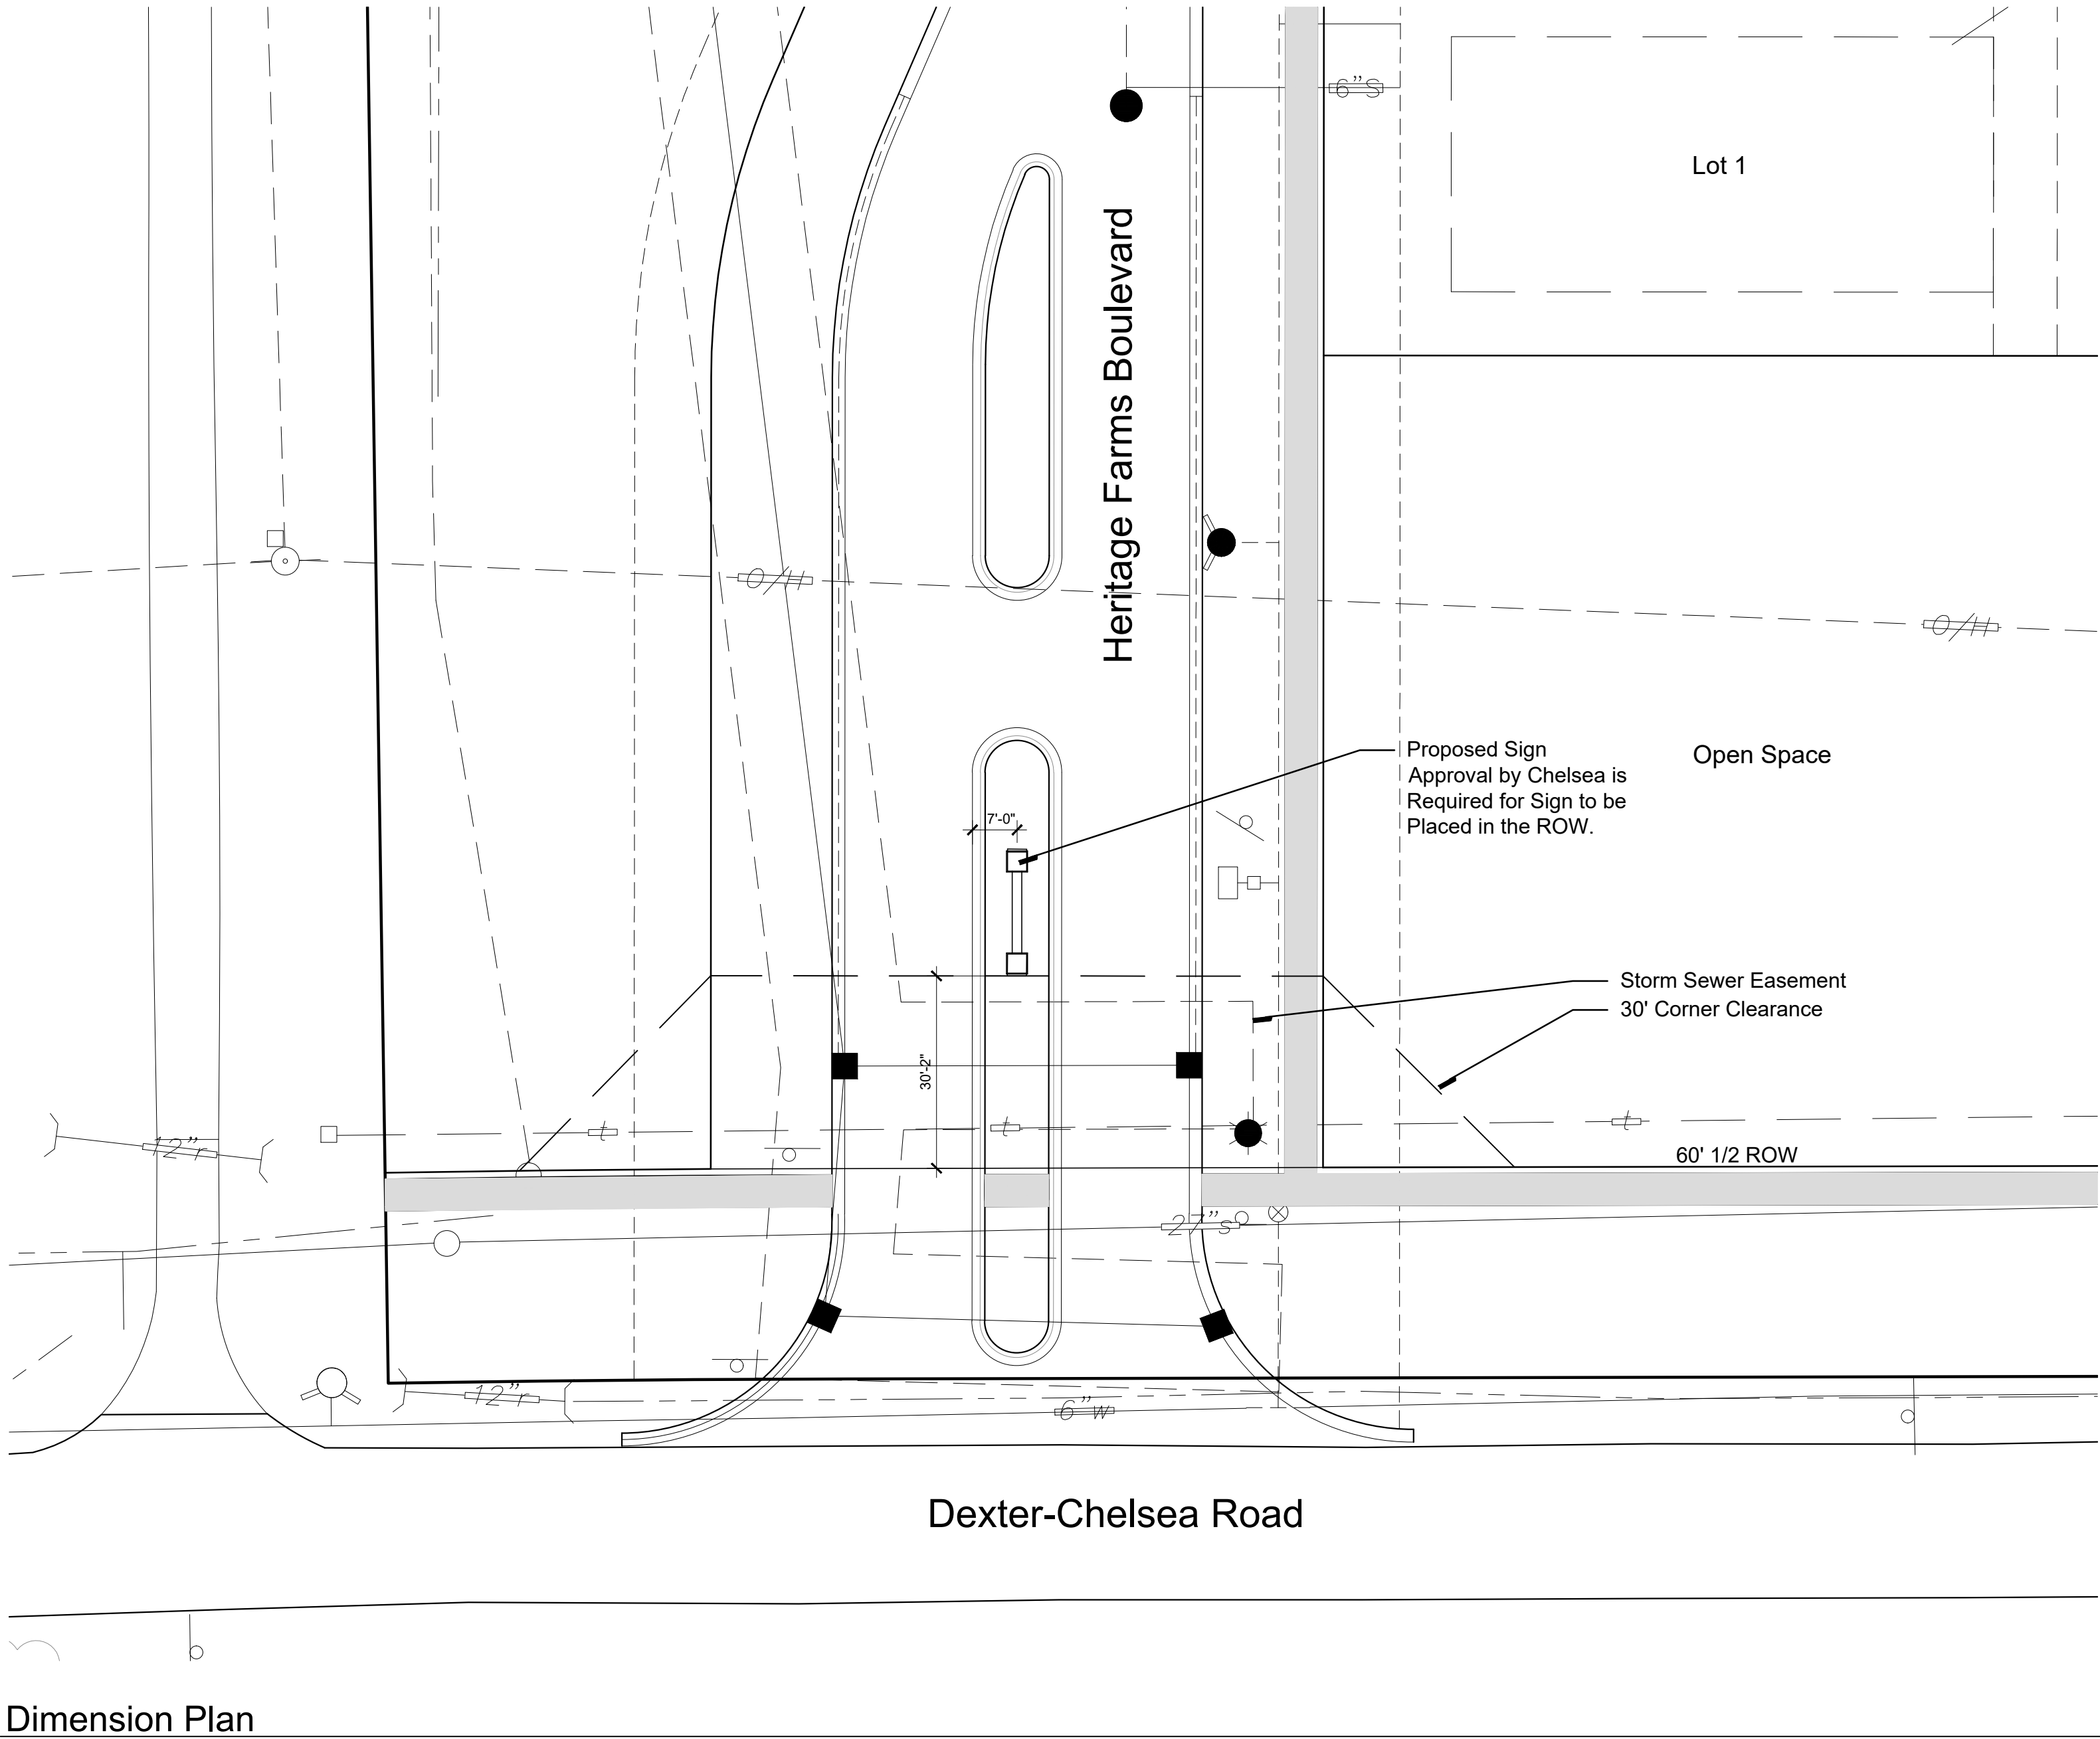 6"S
Lot 1
Heritage Farms Boulevard
O/H
O/H
Proposed Sign
Approval by Chelsea is
Required for Sign to be
Placed in the ROW.
Open Space
7'-0"
Storm Sewer Easement
30' Corner Clearance
30'-2"
t
t
t
12"r
60' 1/2 ROW
27"s
12"r
6"w
Dexter-Chelsea Road
Dimension Plan